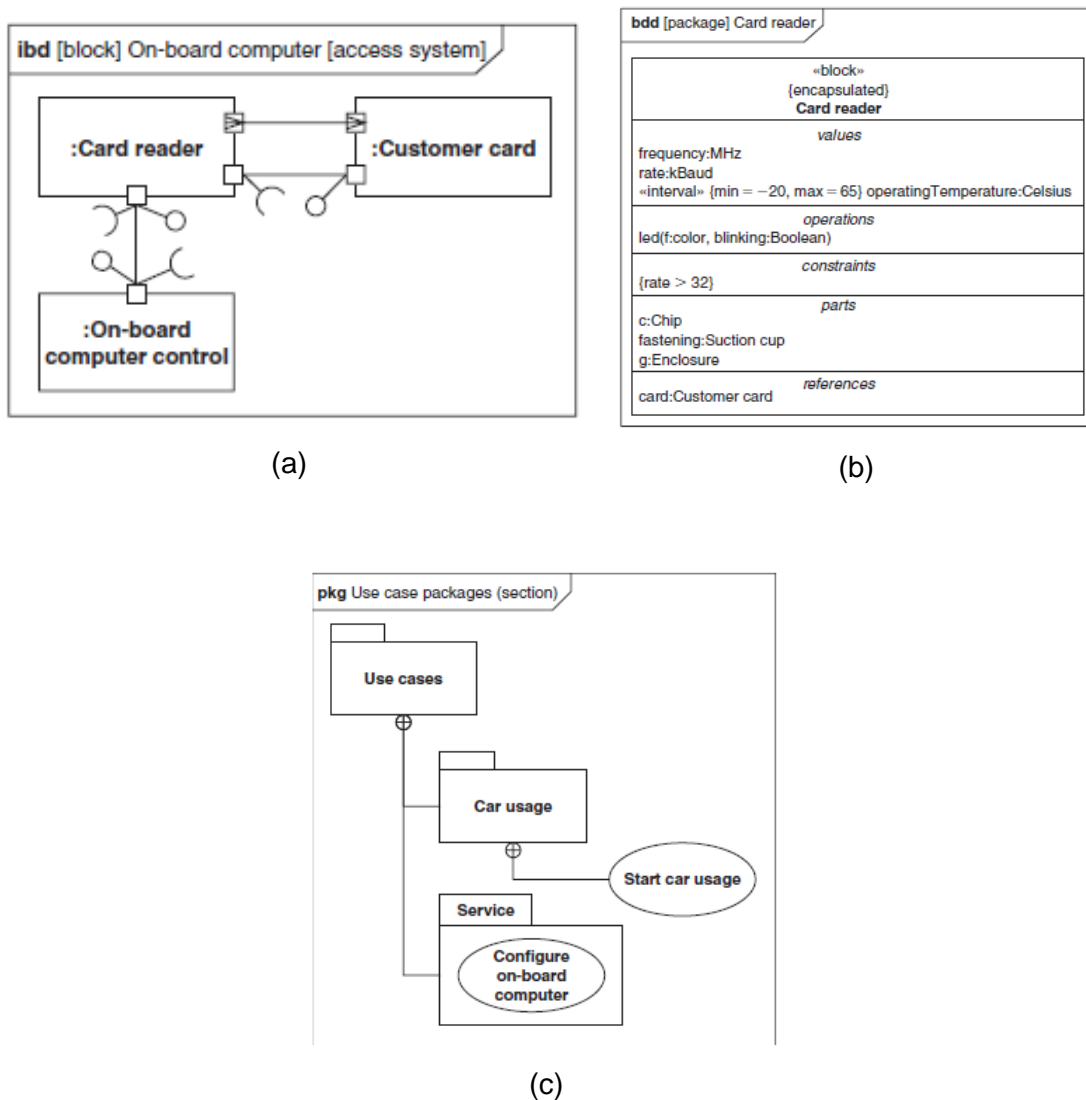 ibd [block] On-board computer [access system]
:Card reader
:Customer card
:On-board
computer control
(a)
bdd [package] Card reader
«block»
{encapsulated}
Card reader
values
frequency:MHz
rate:kBaud
«interval» {min = −20, max = 65} operatingTemperature:Celsius
operations
led(f:color, blinking:Boolean)
constraints
{rate > 32}
parts
c:Chip
fastening:Suction cup
g:Enclosure
references
card:Customer card
(b)
pkg Use case packages (section)
Use cases
Car usage
Start car usage
Service
Configure
on-board
computer
(c)